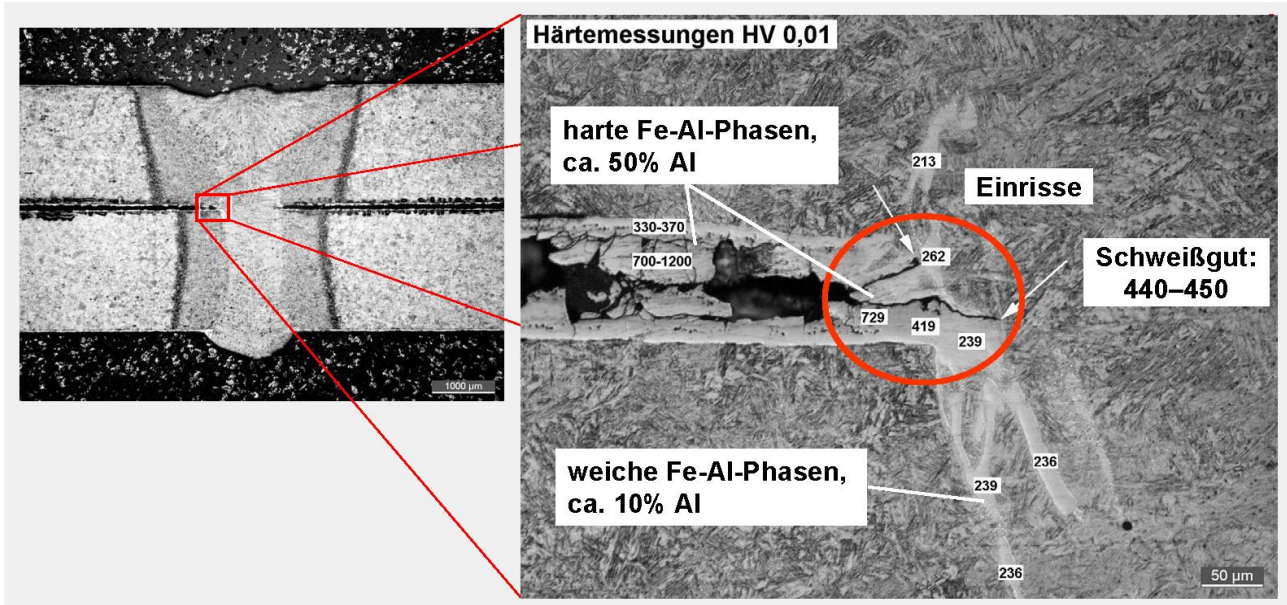 Härtemessungen HV 0,01
harte Fe-Al-Phasen,
ca. 50% Al
213
Einrisse
330-370
700-1200
262
Schweißgut:
440–450
729
419
239
weiche Fe-Al-Phasen,
ca. 10% Al
239
236
236
1000 µm
50 µm